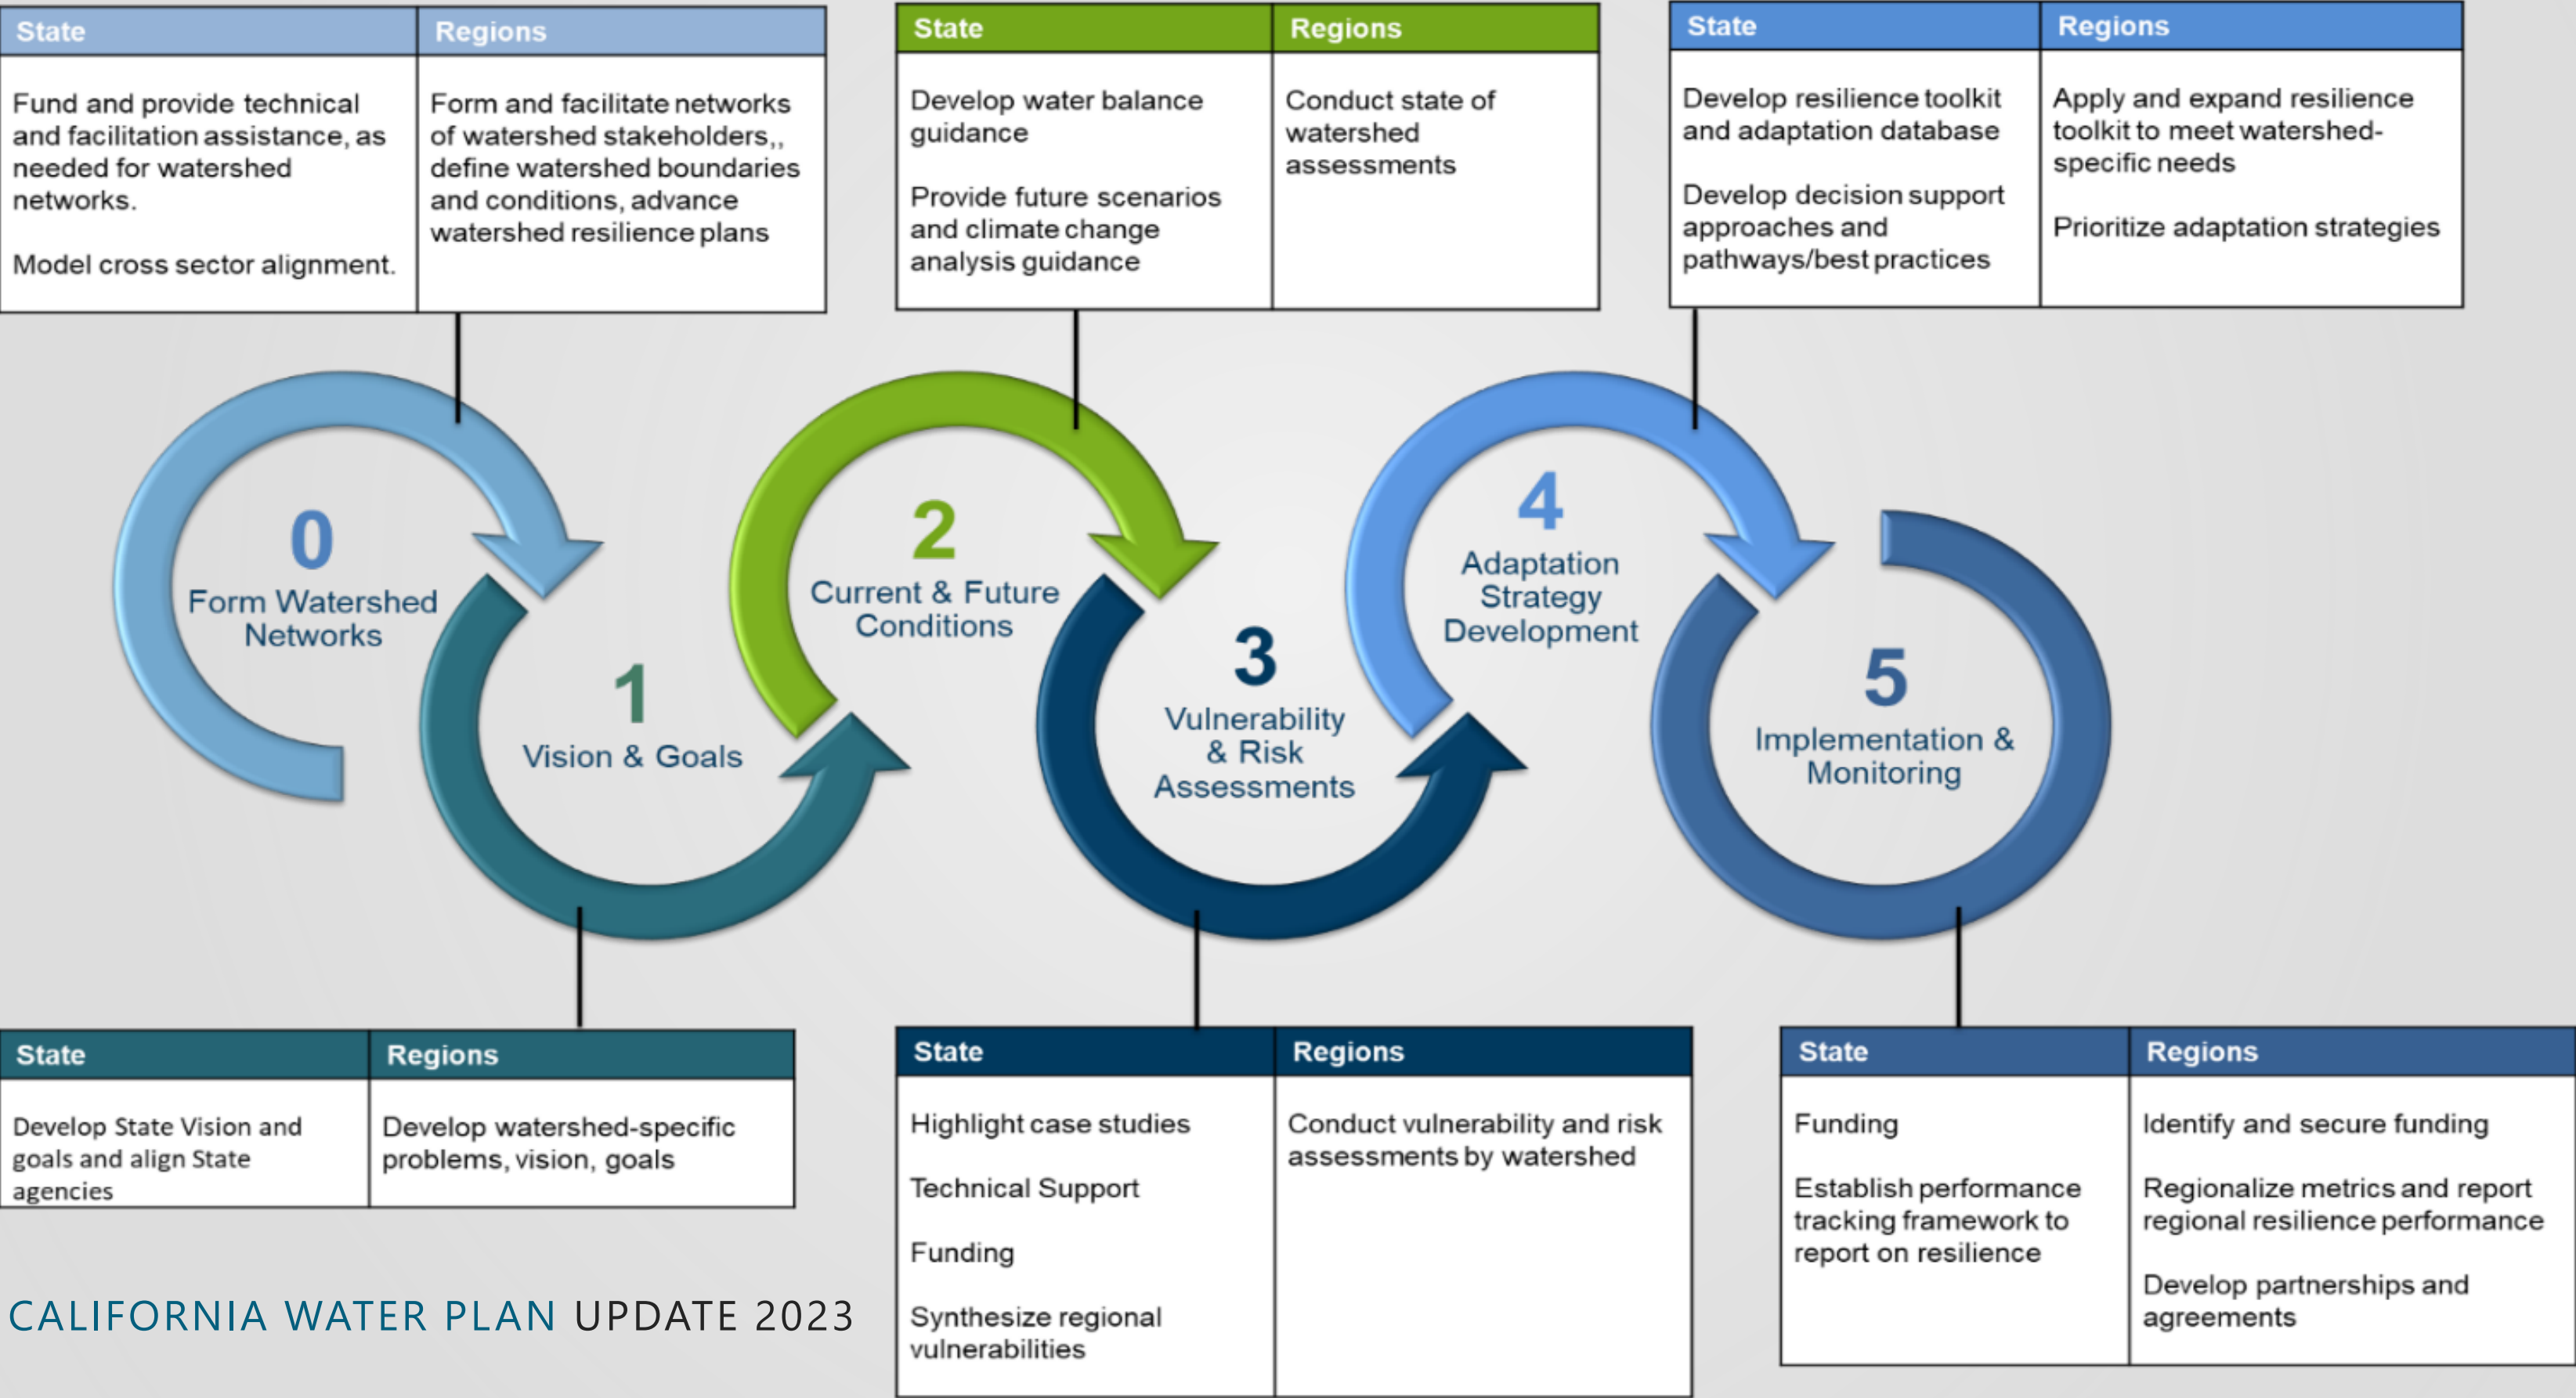 State
Regions
Fund and provide technical
and facilitation assistance, as
needed for watershed
networks.
Model cross sector alignment.
Form and facilitate networks
of watershed stakeholders,,
define watershed boundaries
and conditions, advance
watershed resilience plans
State
Regions
Develop water balance
guidance
Provide future scenarios
and climate change
analysis guidance
Conduct state of
watershed
assessments
State
Regions
Develop resilience toolkit
and adaptation database
Develop decision support
approaches and
pathways/best practices
Apply and expand resilience
toolkit to meet watershed-
specific needs
Prioritize adaptation strategies
0
Form Watershed
Networks
1
Vision & Goals
2
Current & Future
Conditions
3
Vulnerability
& Risk
Assessments
4
Adaptation
Strategy
Development
5
Implementation &
Monitoring
State
Regions
Develop State Vision and
goals and align State
agencies
Develop watershed-specific
problems, vision, goals
State
Regions
Highlight case studies
Technical Support
Funding
Synthesize regional
vulnerabilities
Conduct vulnerability and risk
assessments by watershed
State
Regions
Funding
Establish performance
tracking framework to
report on resilience
Identify and secure funding
Regionalize metrics and report
regional resilience performance
Develop partnerships and
agreements
CALIFORNIA WATER PLAN UPDATE 2023